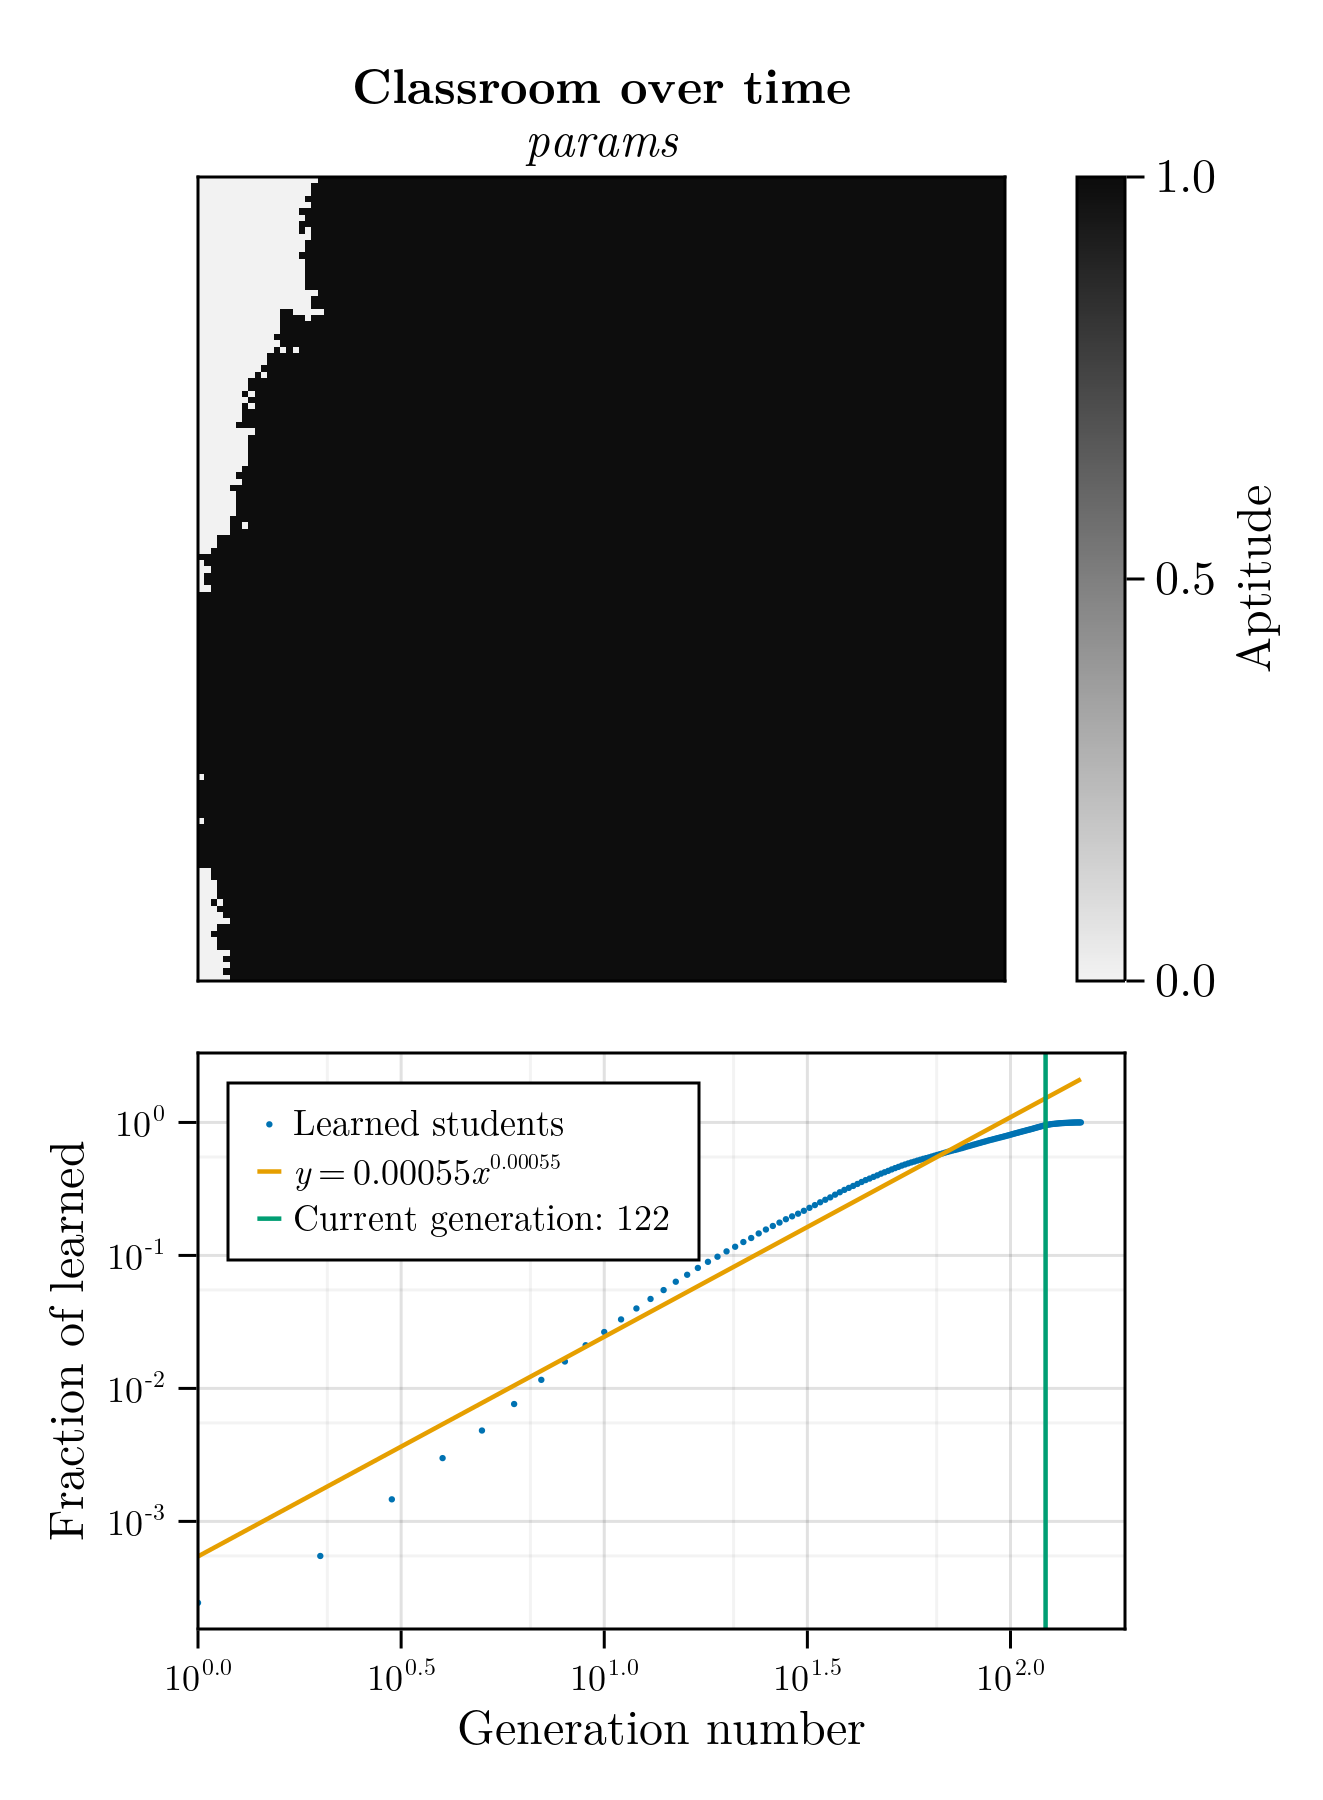 Classroom over time
params
1.0
0.5
0.0
Aptitude
10^0
10^-1
10^-2
10^-3
Fraction of learned
Learned students
y = 0.00055x^0.00055
Current generation: 122
10^0.0 10^0.5 10^1.0 10^1.5 10^2.0
Generation number